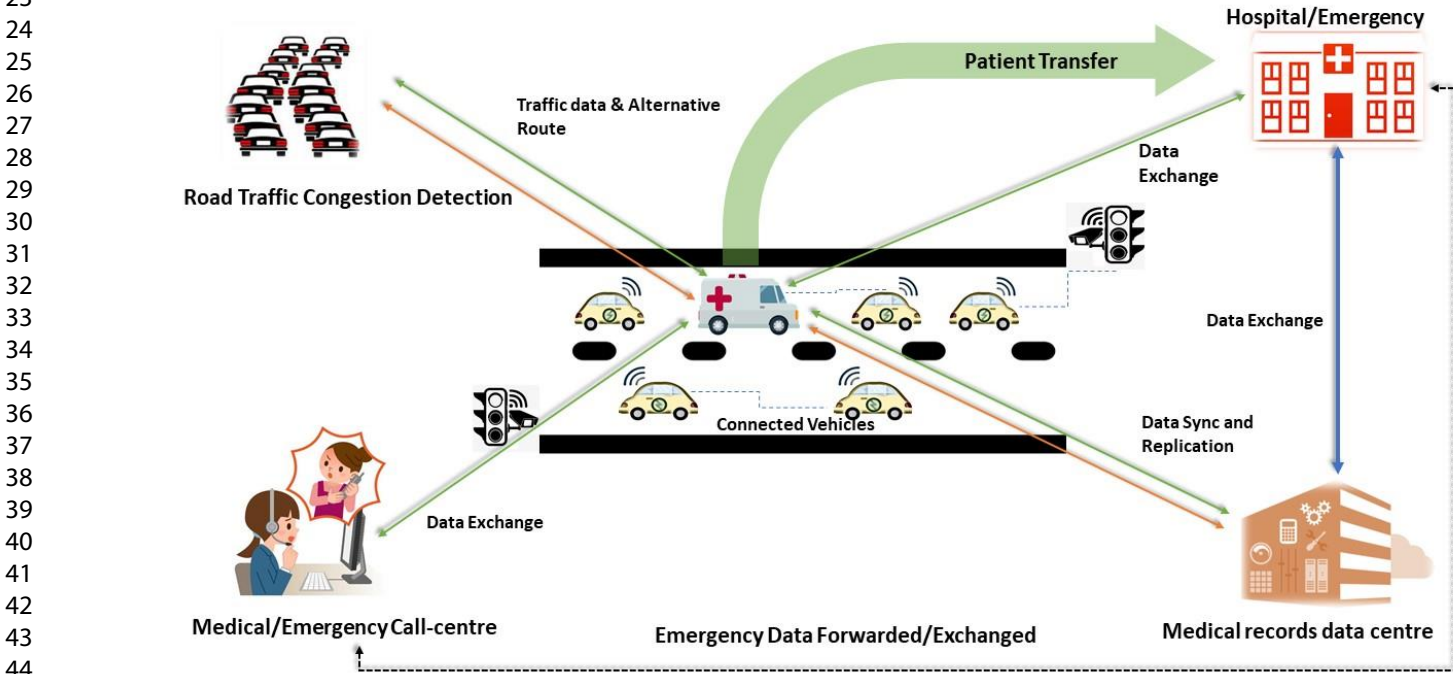 23
24
25
26
27
28
29
30
31
32
33
34
35
36
37
38
39
40
41
42
43
44
Hospital/Emergency
Patient Transfer
Traffic data & Alternative
Route
Data
Exchange
Road Traffic Congestion Detection
Data Exchange
Connected Vehicles
Data Sync and
Replication
Data Exchange
Medical/Emergency Call-centre
Emergency Data Forwarded/Exchanged
Medical records data centre